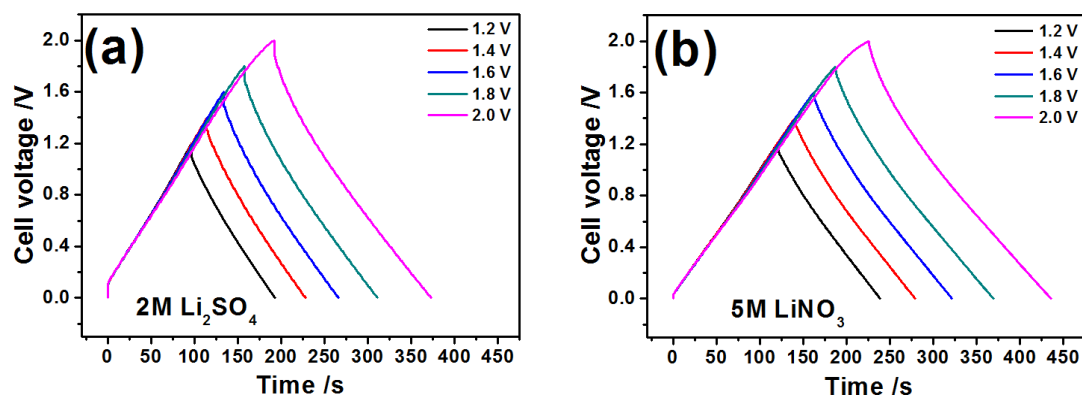 (a)
1.2 V
1.4 V
1.6 V
1.8 V
2.0 V
Cell voltage /V
2.0
1.6
1.2
0.8
0.4
0.0
2M Li₂SO₄
0 50 100 150 200 250 300 350 400 450
Time /s
(b)
1.2 V
1.4 V
1.6 V
1.8 V
2.0 V
Cell voltage /V
2.0
1.6
1.2
0.8
0.4
0.0
5M LiNO₃
0 50 100 150 200 250 300 350 400 450
Time /s